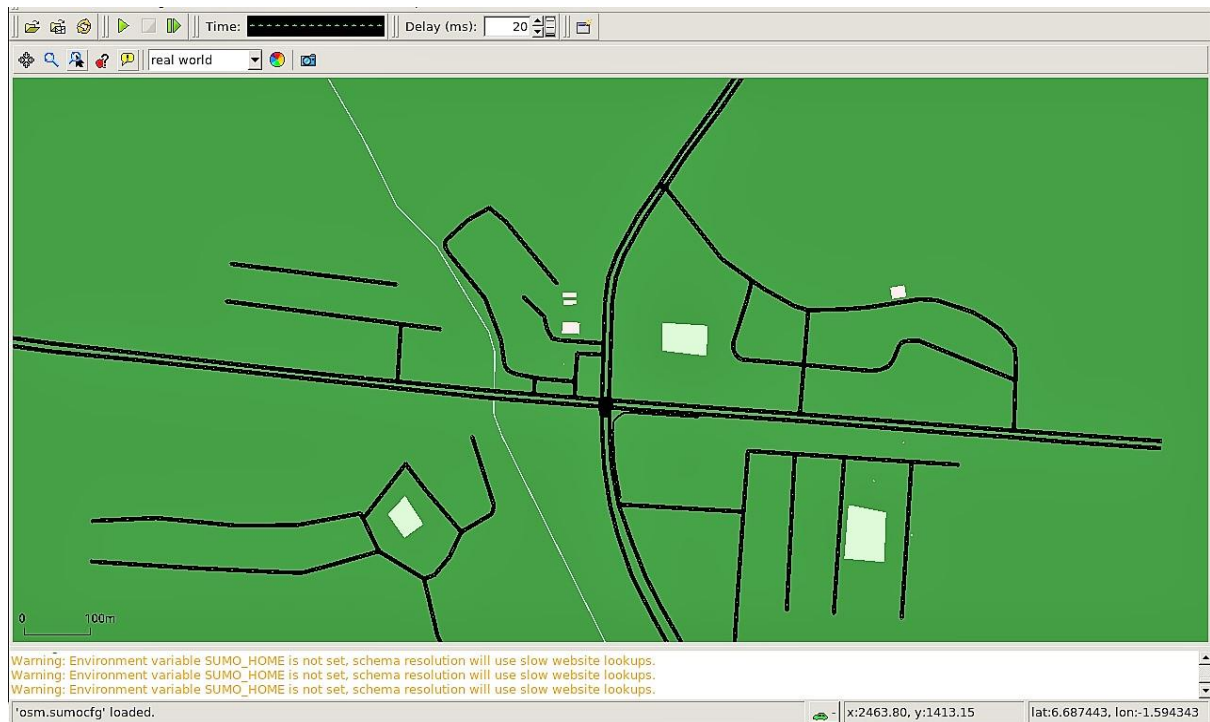 Time: Delay (ms): 20
real world
0 100m
Warning: Environment variable SUMO_HOME is not set, schema resolution will use slow website lookups.
Warning: Environment variable SUMO_HOME is not set, schema resolution will use slow website lookups.
Warning: Environment variable SUMO_HOME is not set, schema resolution will use slow website lookups.
'osm.sumocfg' loaded. - x:2463.80, y:1413.15 lat:6.687443, lon:-1.594343